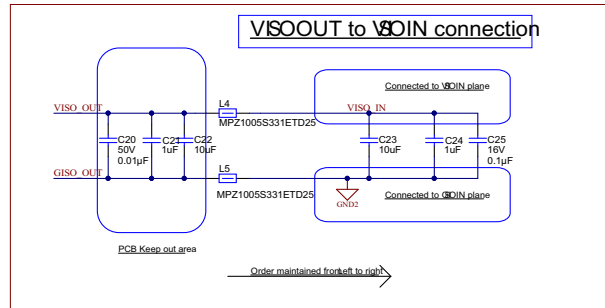 VISOOUT to VISOIN connection
Connected to VISOIN plane
L4
VISO_OUT
MPZ1005S331ETD25
VISO_IN
C20
50V
0.01µF
C21
1uF
C22
10uF
C23
10uF
C24
1uF
C25
16V
0.1µF
GISO_OUT
L5
MPZ1005S331ETD25
GND2
Connected to GISOIN plane
PCB Keep out area
Order maintained from Left to right